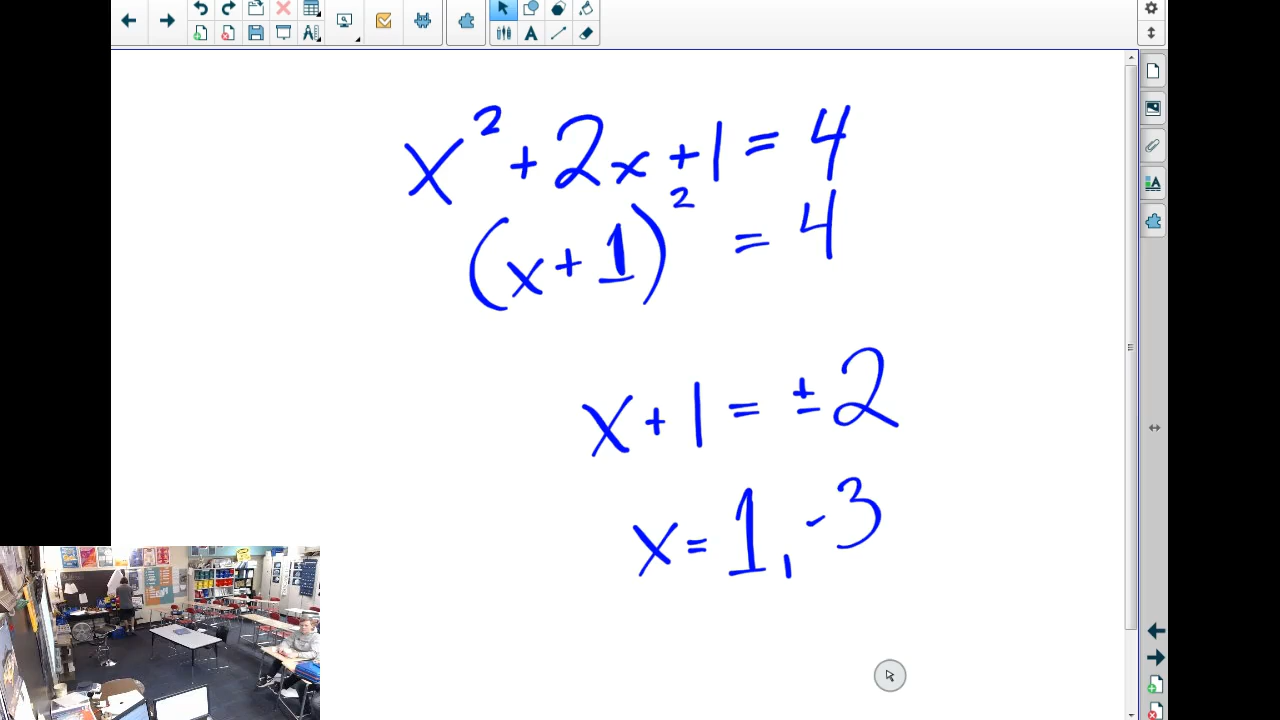 x² + 2x + 1 = 4
(x + 1)² = 4
x + 1 = ± 2
x = 1, -3